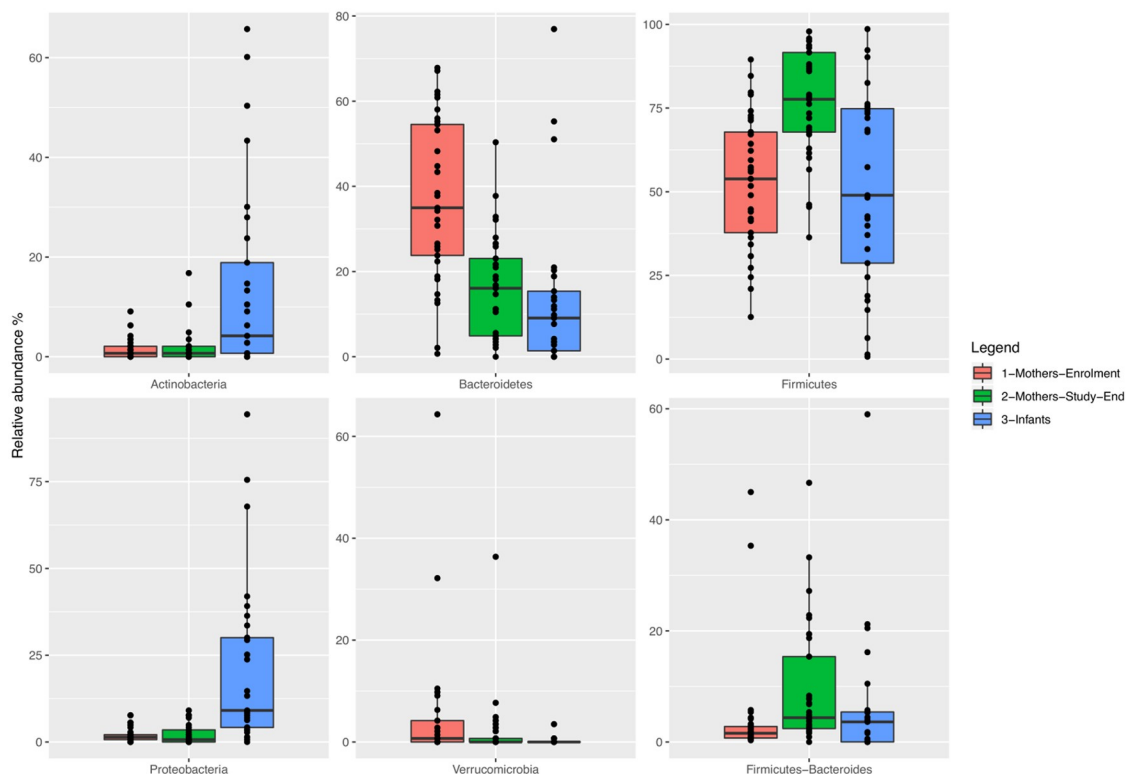 Relative abundance %
60
40
20
0
Actinobacteria
80
60
40
20
0
Bacteroidetes
100
75
50
25
0
Firmicutes
75
50
25
0
Proteobacteria
60
40
20
0
Verrucomicrobia
60
40
20
0
Firmicutes-Bacteroides
Legend
1-Mothers-Enrolment
2-Mothers-Study-End
3-Infants